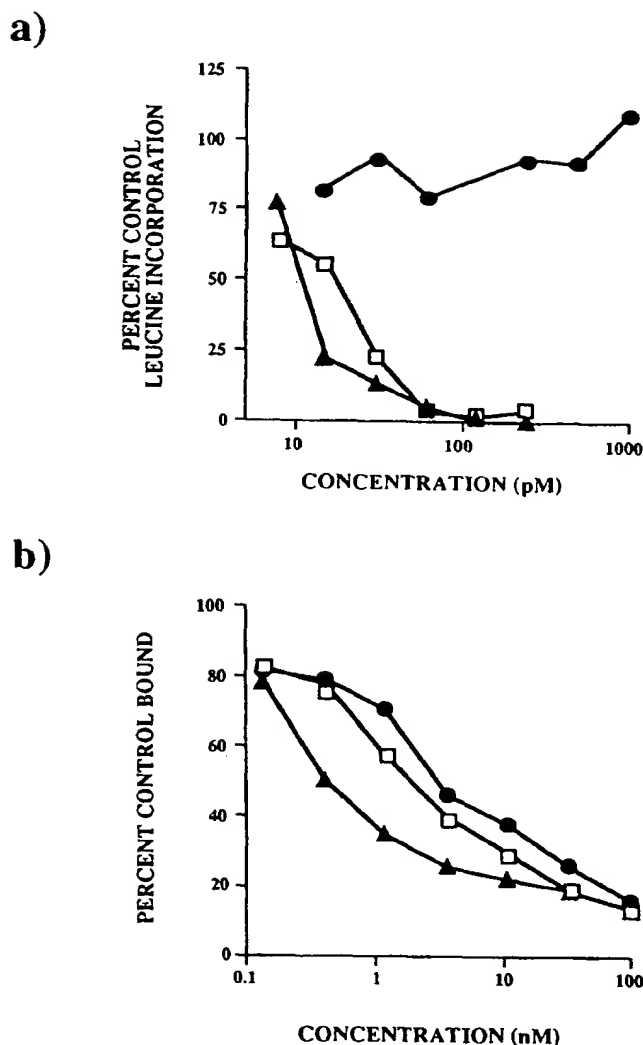 a)
125
100
75
50
25
0
PERCENT CONTROL
LEUCINE INCORPORATION
10
100
1000
CONCENTRATION (pM)
b)
100
80
60
40
20
0
PERCENT CONTROL BOUND
0.1
1
10
100
CONCENTRATION (nM)